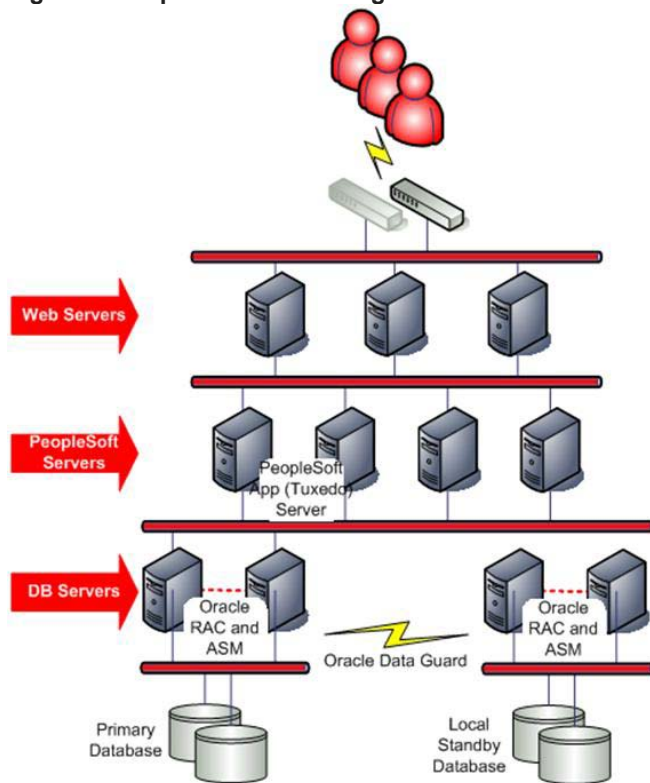 Web Servers
PeopleSoft
Servers
PeopleSoft
App (Tuxedo)
Server
DB Servers
Oracle
RAC and
ASM
Oracle Data Guard
Oracle
RAC and
ASM
Primary
Database
Local
Standby
Database